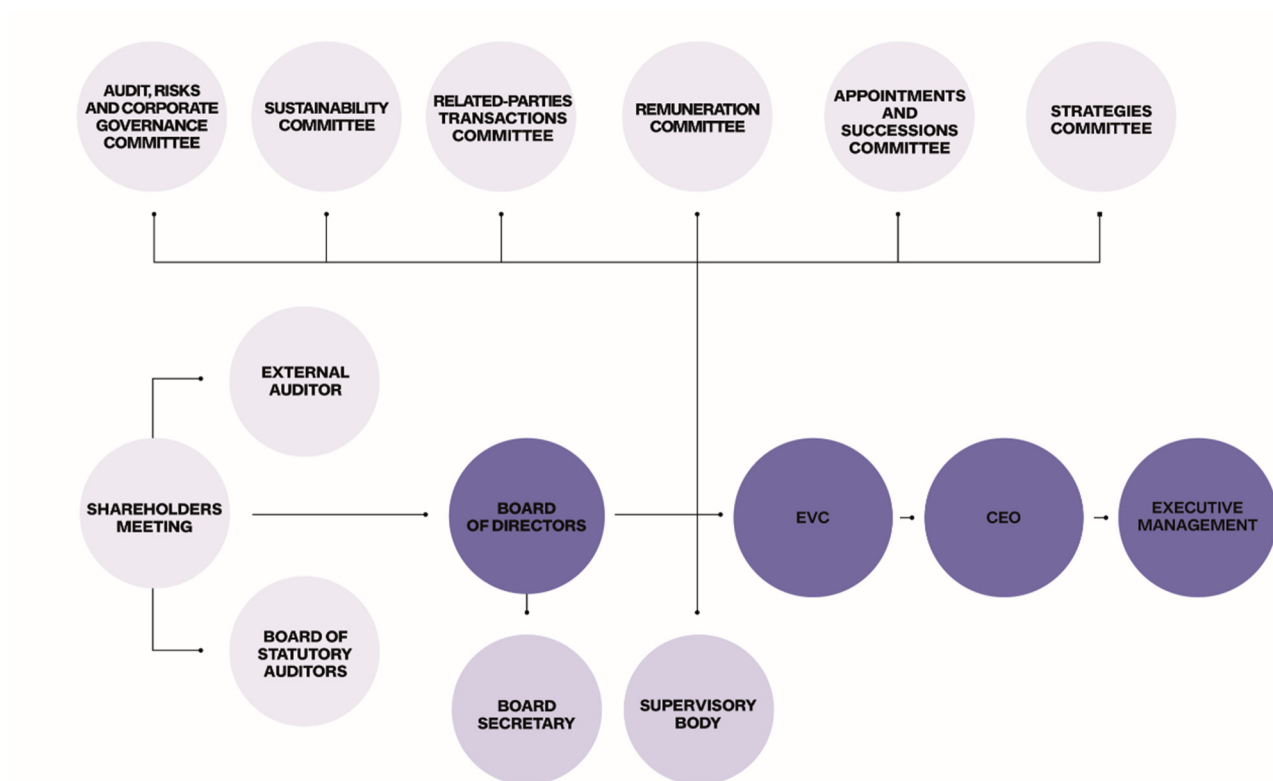 AUDIT, RISKS
AND CORPORATE
GOVERNANCE
COMMITTEE
SUSTAINABILITY
COMMITTEE
RELATED-PARTIES
TRANSACTIONS
COMMITTEE
REMUNERATION
COMMITTEE
APPOINTMENTS
AND
SUCCESSIONS
COMMITTEE
STRATEGIES
COMMITTEE
EXTERNAL
AUDITOR
SHAREHOLDERS
MEETING
BOARD
OF DIRECTORS
EVC
CEO
EXECUTIVE
MANAGEMENT
BOARD OF
STATUTORY
AUDITORS
BOARD
SECRETARY
SUPERVISORY
BODY